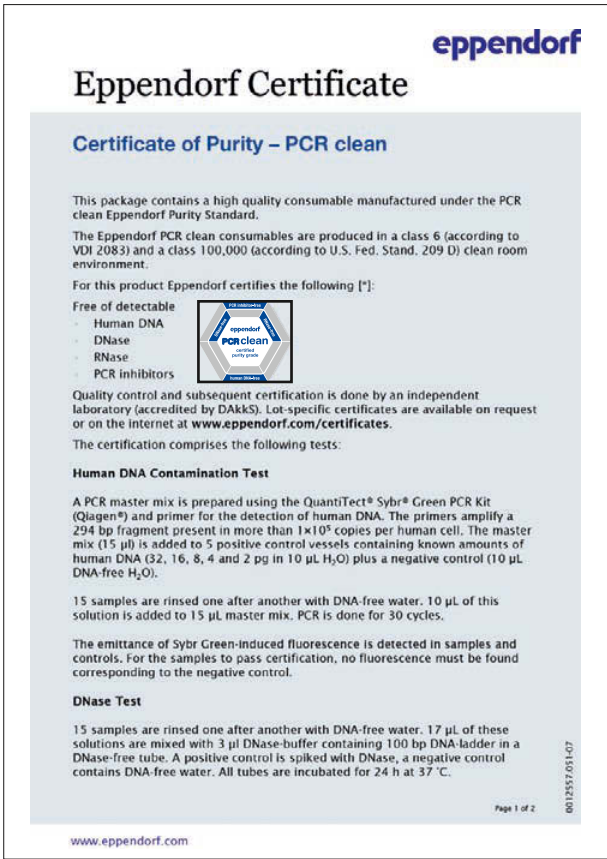 eppendorf
Eppendorf Certificate
Certificate of Purity – PCR clean
This package contains a high quality consumable manufactured under the PCR
clean Eppendorf Purity Standard.
The Eppendorf PCR clean consumables are produced in a class 6 (according to
VDI 2083) and a class 100,000 (according to U.S. Fed. Stand. 209 D) clean room
environment.
For this product Eppendorf certifies the following [*]:
Free of detectable
· Human DNA
· DNase
· RNase
· PCR inhibitors
PCR inhibitor-free
eppendorf
PCR clean
certified
purity grade
human DNA-free
Quality control and subsequent certification is done by an independent
laboratory (accredited by DAkkS). Lot-specific certificates are available on request
or on the internet at www.eppendorf.com/certificates.
The certification comprises the following tests:
Human DNA Contamination Test
A PCR master mix is prepared using the QuantiTect® Sybr® Green PCR Kit
(Qiagen®) and primer for the detection of human DNA. The primers amplify a
294 bp fragment present in more than 1×10⁵ copies per human cell. The master
mix (15 µl) is added to 5 positive control vessels containing known amounts of
human DNA (32, 16, 8, 4 and 2 pg in 10 µL H₂O) plus a negative control (10 µL
DNA-free H₂O).
15 samples are rinsed one after another with DNA-free water. 10 µL of this
solution is added to 15 µL master mix. PCR is done for 30 cycles.
The emittance of Sybr Green-induced fluorescence is detected in samples and
controls. For the samples to pass certification, no fluorescence must be found
corresponding to the negative control.
DNase Test
15 samples are rinsed one after another with DNA-free water. 17 µL of these
solutions are mixed with 3 µl DNase-buffer containing 100 bp DNA-ladder in a
DNase-free tube. A positive control is spiked with DNase, a negative control
contains DNA-free water. All tubes are incubated for 24 h at 37 °C.
Page 1 of 2
0012557.051-07
www.eppendorf.com